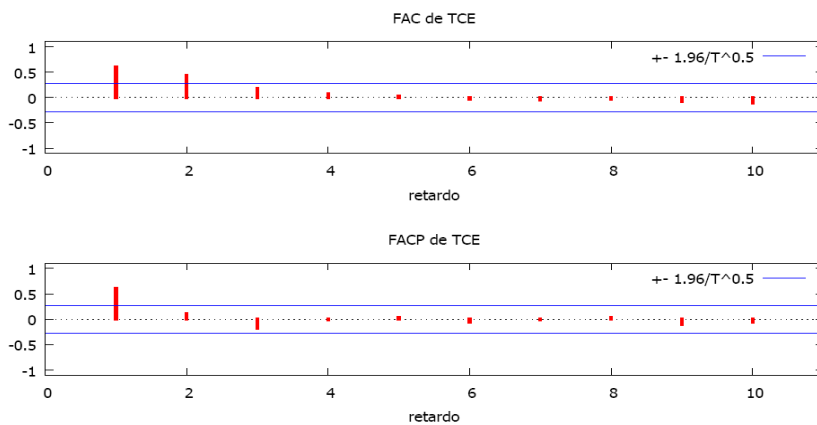 FAC de TCE
+- 1.96/T^0.5
1
0.5
0
-0.5
-1
0 2 4 6 8 10
retardo
FACP de TCE
+- 1.96/T^0.5
1
0.5
0
-0.5
-1
0 2 4 6 8 10
retardo